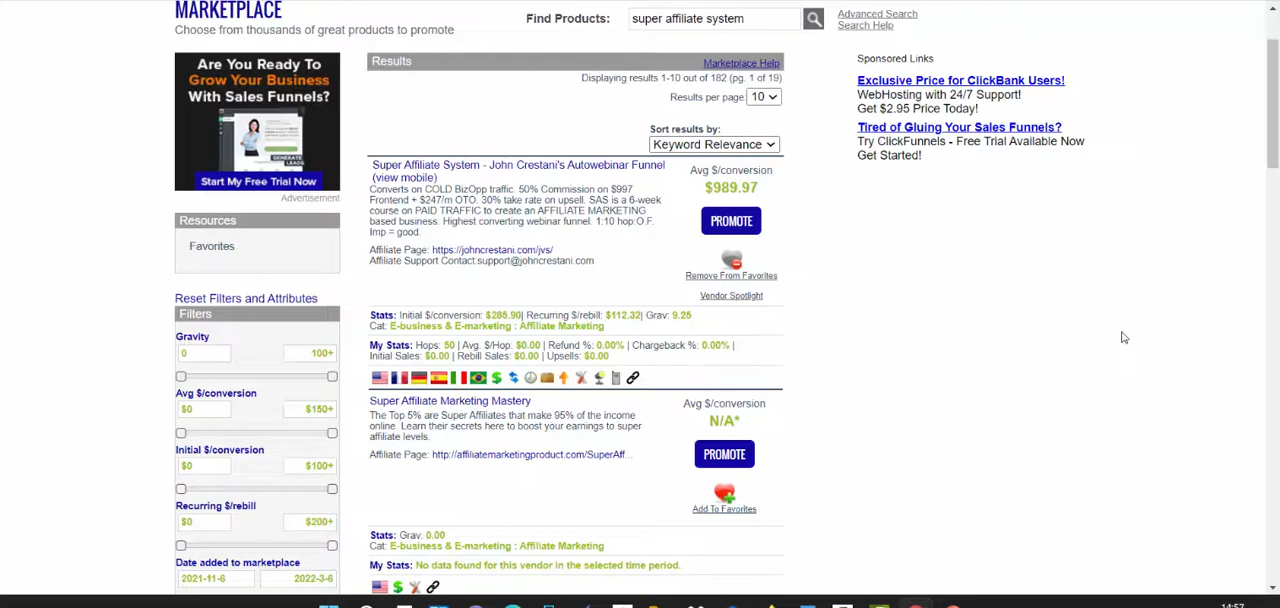 MARKETPLACE
Choose from thousands of great products to promote
Find Products:
super affiliate system
Advanced Search
Search Help
Are You Ready To
Grow Your Business
With Sales Funnels?
GENERATE
LEADS
Start My Free Trial Now
Advertisement
Resources
Favorites
Reset Filters and Attributes
Filters
Gravity
0 100+
Avg $/conversion
$0 $150+
Initial $/conversion
$0 $100+
Recurring $/rebill
$0 $200+
Date added to marketplace
2021-11-6 2022-3-6
Results Marketplace Help
Displaying results 1-10 out of 182 (pg. 1 of 19)
Results per page: 10
Sort results by:
Keyword Relevance
Super Affiliate System - John Crestani's Autowebinar Funnel
(view mobile)
Converts on COLD BizOpp traffic. 50% Commission on $997
Frontend + $247/m OTO. 30% take rate on upsell. SAS is a 6-week
course on PAID TRAFFIC to create an AFFILIATE MARKETING
based business. Highest converting webinar funnel. 1:10 hop:O.F.
Imp = good.
Affiliate Page: https://johncrestani.com/jvs/
Affiliate Support Contact:support@johncrestani.com
Avg $/conversion
$989.97
PROMOTE
Remove From Favorites
Vendor Spotlight
Stats: Initial $/conversion: $285.90| Recurring $/rebill: $112.32| Grav: 9.25
Cat: E-business & E-marketing : Affiliate Marketing
My Stats: Hops: 50 | Avg. $/Hop: $0.00 | Refund %: 0.00% | Chargeback %: 0.00% |
Initial Sales: $0.00 | Rebill Sales: $0.00 | Upsells: $0.00
Super Affiliate Marketing Mastery
The Top 5% are Super Affiliates that make 95% of the income
online. Learn their secrets here to boost your earnings to super
affiliate levels.
Affiliate Page: http://affiliatemarketingproduct.com/SuperAff...
Avg $/conversion
N/A*
PROMOTE
Add To Favorites
Stats: Grav: 0.00
Cat: E-business & E-marketing : Affiliate Marketing
My Stats: No data found for this vendor in the selected time period.
Sponsored Links
Exclusive Price for ClickBank Users!
WebHosting with 24/7 Support!
Get $2.95 Price Today!
Tired of Gluing Your Sales Funnels?
Try ClickFunnels - Free Trial Available Now
Get Started!
14:57